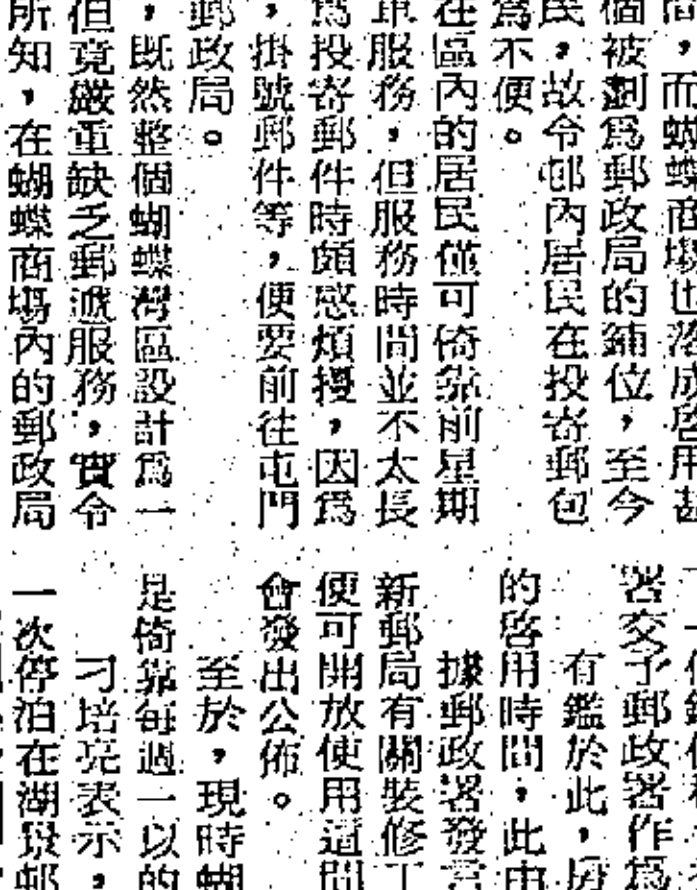 而蝴蝶商場也落成啓用
個被劃爲郵政局的鋪位，至今
民，故令邨內居民在投寄郵包
爲不便。
在區內的居民僅可倚靠前星期
車服務，但服務時間並不太長
爲投寄郵件時頗感煩擾，因爲
，掛號郵件等，便要前往屯門
郵政局。
，既然整個蝴蝶灣區設計爲一
但竟嚴重缺乏郵遞服務，實令
所知，在蝴蝶商場內的郵政局
署交予郵政署作爲
有鑑於此，
的啓用時間，此由
據郵政署發言
新郵局有關裝修工
便可開放使用這間
會發出公佈。
至於，現時蝴
是倚靠每週一以的
刁培亮表示，
一次停泊在湖景邨